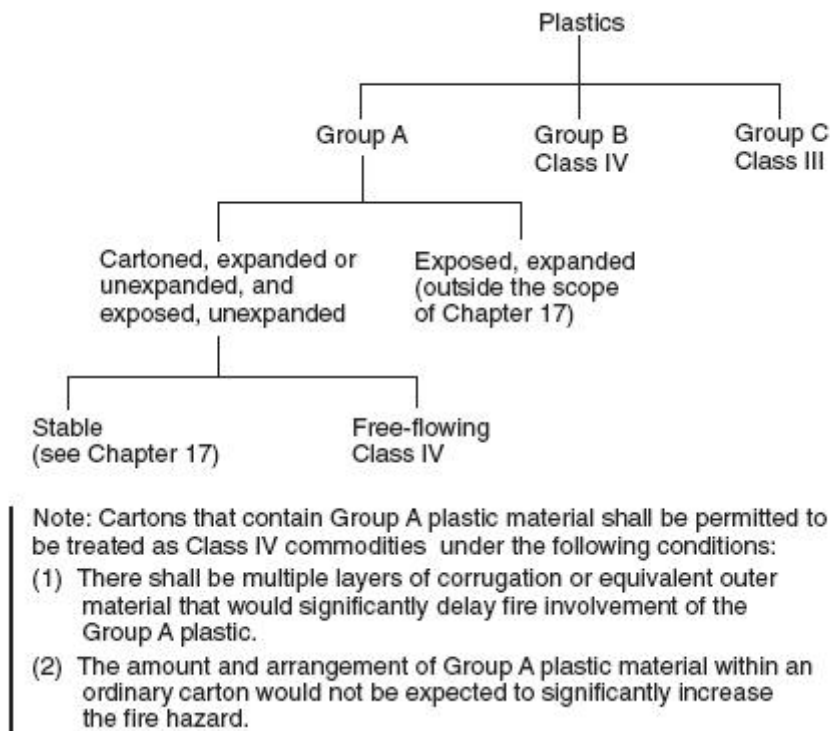 Plastics
Group A
Group B
Class IV
Group C
Class III
Cartoned, expanded or
unexpanded, and
exposed, unexpanded
Exposed, expanded
(outside the scope
of Chapter 17)
Stable
(see Chapter 17)
Free-flowing
Class IV
Note: Cartons that contain Group A plastic material shall be permitted to
be treated as Class IV commodities under the following conditions:
(1) There shall be multiple layers of corrugation or equivalent outer
material that would significantly delay fire involvement of the
Group A plastic.
(2) The amount and arrangement of Group A plastic material within an
ordinary carton would not be expected to significantly increase
the fire hazard.